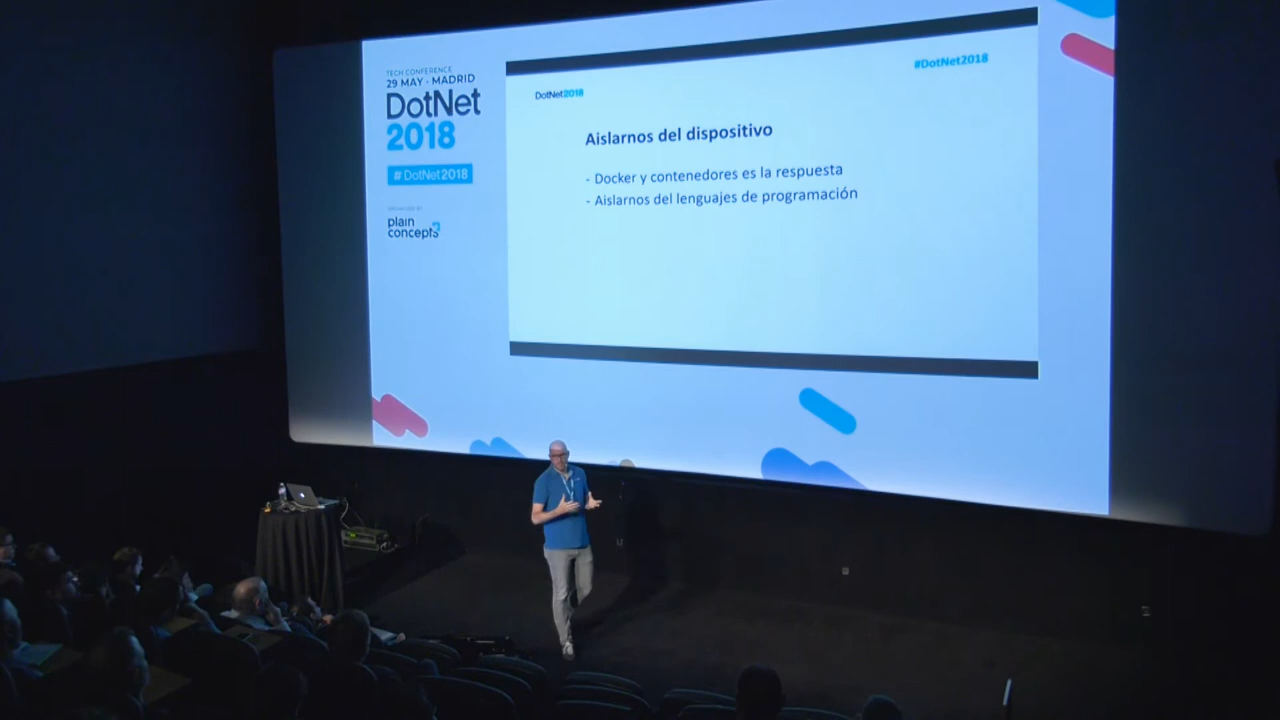 TECH CONFERENCE
29 MAY - MADRID
DotNet
2018
#DotNet2018
plain
concepts
DotNet2018
#DotNet2018
Aislarnos del dispositivo
- Docker y contenedores es la respuesta
- Aislarnos del lenguajes de programación